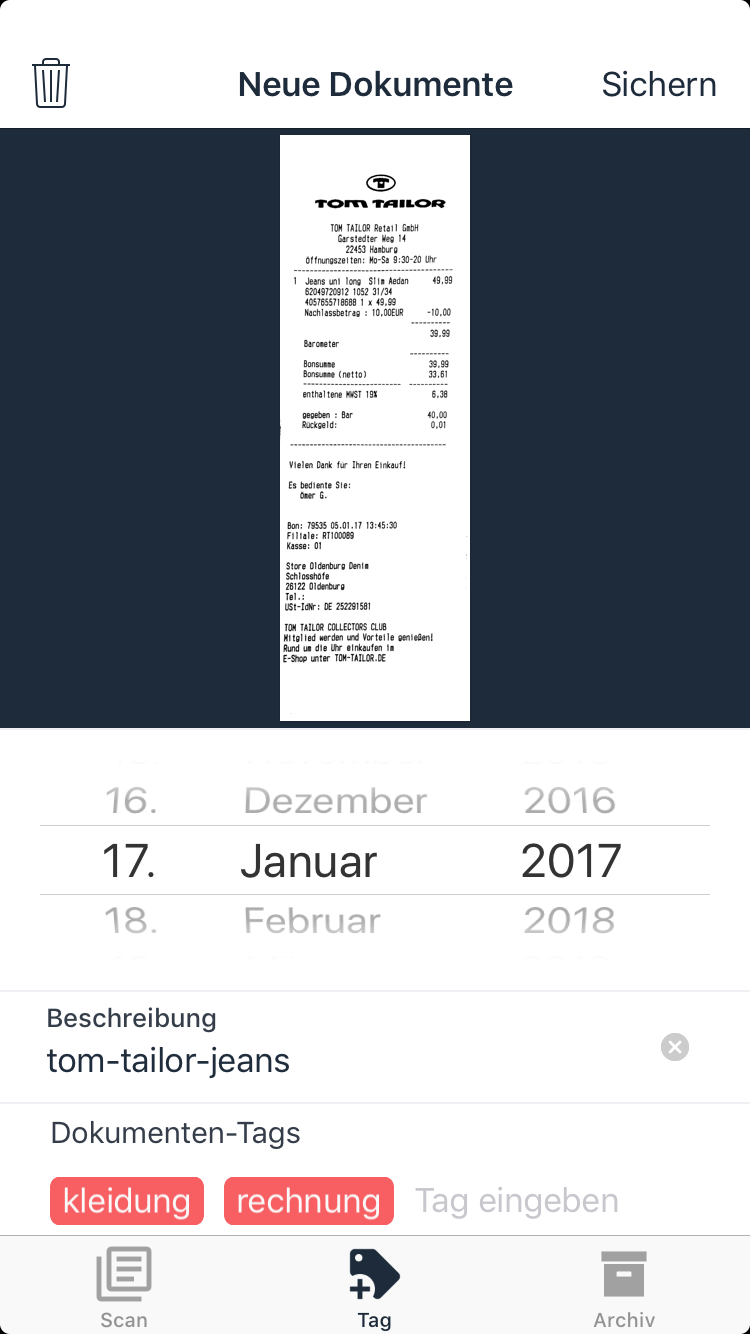 Neue Dokumente
Sichern
TOM TAILOR
TOM TAILOR Retail GmbH
Garstedter Weg 14
22453 Hamburg
Öffnungszeiten: Mo-Sa 9:30-20 Uhr
1 Jeans uni long Slim Aedan 49,99
62049720912 1052 31/34
4057655718688 1 x 49,99
Nachlassbetrag : 10,00EUR -10,00
39,99
Barometer
Bonsumme 39,99
Bonsumme (netto) 33,61
enthaltene MWST 19% 6,38
gegeben : Bar 40,00
Rückgeld: 0,01
Vielen Dank für Ihren Einkauf!
Es bediente Sie:
Ömer G.
Bon: 79535 05.01.17 13:45:30
Filiale: RT100089
Kasse: 01
Store Oldenburg Denim
Schlosshöfe
26122 Oldenburg
Tel.:
USt-IdNr: DE 252291581
TOM TAILOR COLLECTORS CLUB
Mitglied werden und Vorteile genießen!
Rund um die Uhr einkaufen im
E-Shop unter TOM-TAILOR.DE
16. Dezember 2016
17. Januar 2017
18. Februar 2018
Beschreibung
tom-tailor-jeans
Dokumenten-Tags
kleidung rechnung Tag eingeben
Scan Tag Archiv